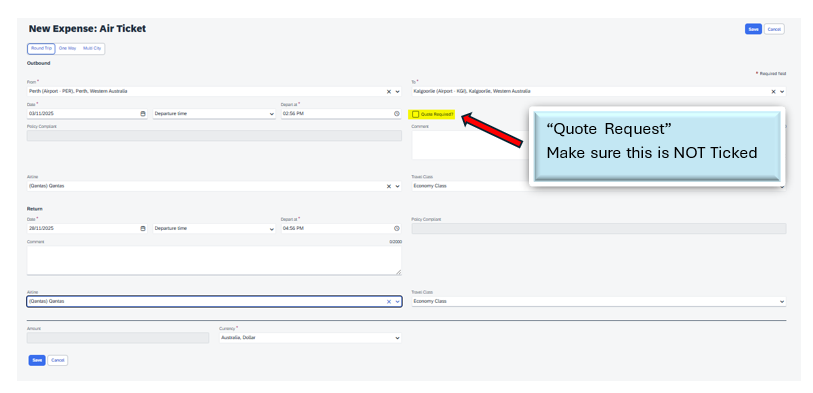 New Expense: Air Ticket
Save Cancel
Round Trip One Way Multi City
Outbound
* Required field
From *
To *
Perth (Airport - PER), Perth, Western Australia
Kalgoorlie (Airport - KGI), Kalgoorlie, Western Australia
Date *
Depart at *
03/11/2025 Departure time 02:56 PM
Quote Required?
Policy Compliant
Comment
"Quote Request"
Make sure this is NOT Ticked
Airline
Travel Class
(Qantas) Qantas
Economy Class
Return
Date *
Depart at *
Policy Compliant
28/11/2025 Departure time 04:56 PM
Comment 0/2000
Airline
Travel Class
(Qantas) Qantas
Economy Class
Amount
Currency *
Australia, Dollar
Save Cancel